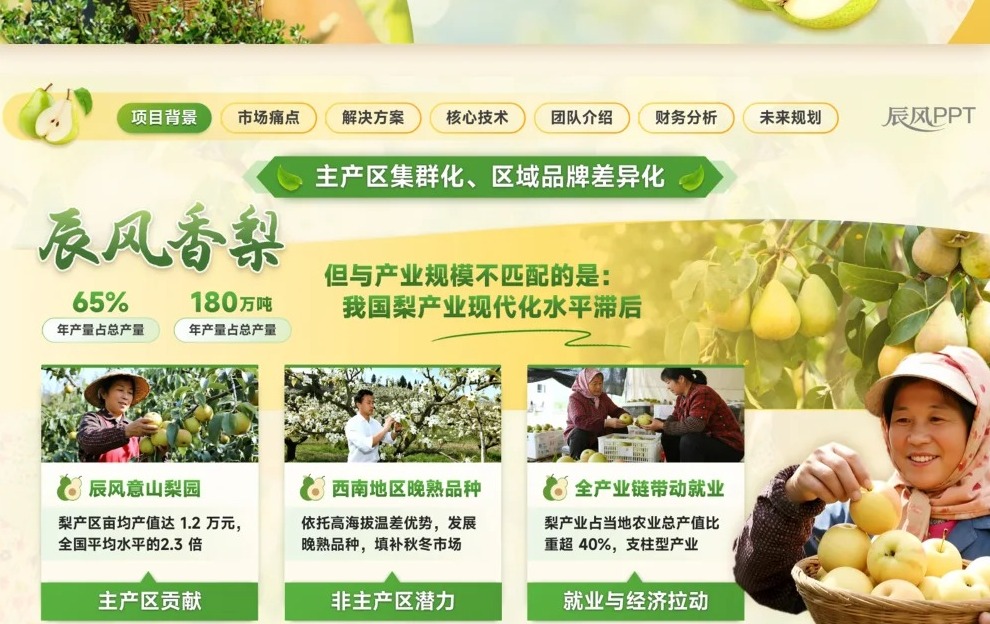 项目背景
市场痛点
解决方案
核心技术
团队介绍
财务分析
未来规划
辰风PPT
主产区集群化、区域品牌差异化
辰风香梨
65%
年产量占总产量
180万吨
年产量占总产量
但与产业规模不匹配的是：
我国梨产业现代化水平滞后
辰风意山梨园
梨产区亩均产值达 1.2 万元，
全国平均水平的2.3 倍
主产区贡献
西南地区晚熟品种
依托高海拔温差优势，发展
晚熟品种，填补秋冬市场
非主产区潜力
全产业链带动就业
梨产业占当地农业总产值比
重超 40%，支柱型产业
就业与经济拉动